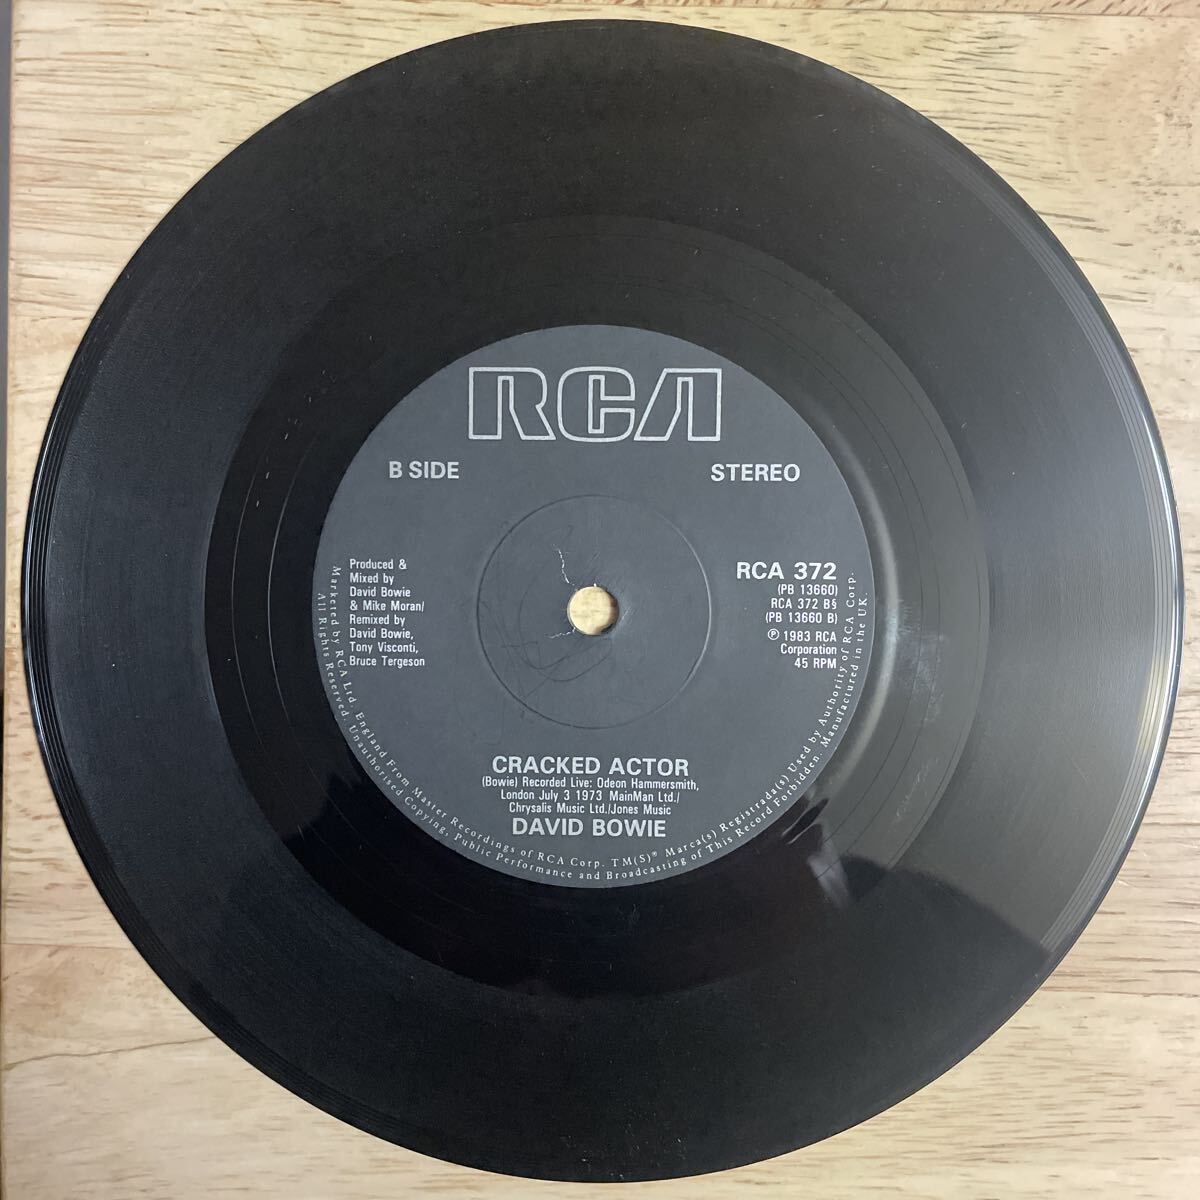 RCA
B SIDE
STEREO
Produced &
Mixed by
David Bowie
& Mike Moran/
Remixed by
David Bowie,
Tony Visconti,
Bruce Tergeson
RCA 372
(PB 13660)
RCA 372 B§
(PB 13660 B)
℗ 1983 RCA
Corporation
45 RPM
CRACKED ACTOR
(Bowie) Recorded Live: Odeon Hammersmith,
London July 3 1973 MainMan Ltd./
Chrysalis Music Ltd./Jones Music
DAVID BOWIE
Marketed by RCA Ltd. England From Master Recordings of RCA Corp. TM(S)® Marca(s) Registrada(s) Used by Authority of RCA Corp.
All Rights Reserved. Unauthorised Copying, Public Performance and Broadcasting of This Record Forbidden. Manufactured in the UK.